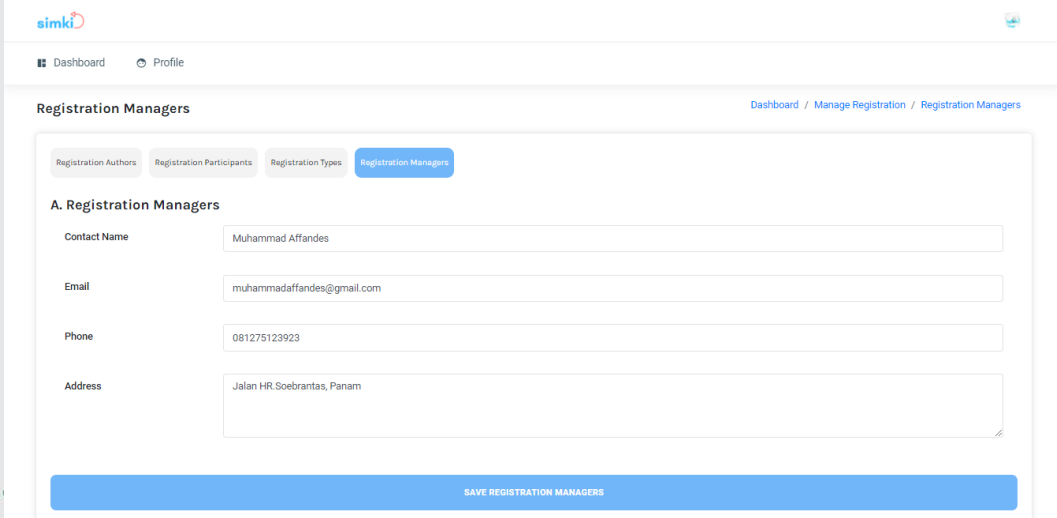 simki
Dashboard Profile
Registration Managers
Dashboard / Manage Registration / Registration Managers
Registration Authors Registration Participants Registration Types Registration Managers
A. Registration Managers
Contact Name Muhammad Affandes
Email muhammadaffandes@gmail.com
Phone 081275123923
Address Jalan HR.Soebrantas, Panam
SAVE REGISTRATION MANAGERS